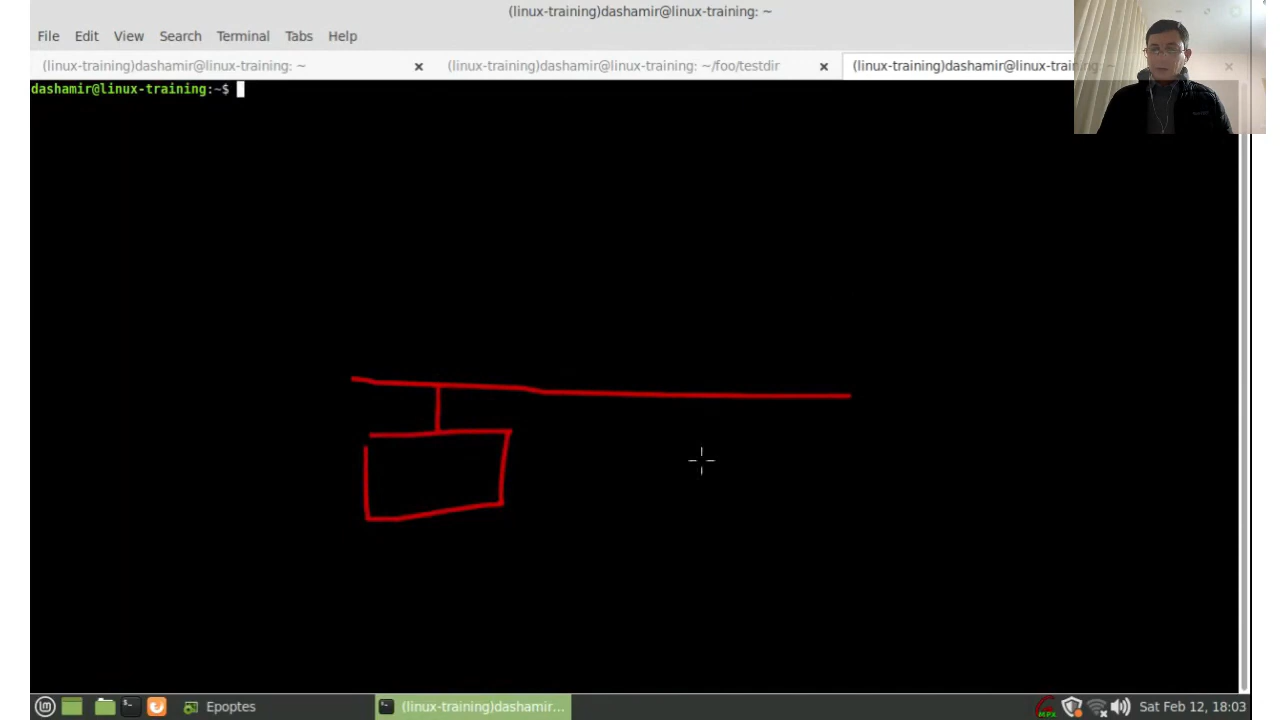 (linux-training)dashamir@linux-training: ~
File Edit View Search Terminal Tabs Help
(linux-training)dashamir@linux-training: ~ (linux-training)dashamir@linux-training: ~/foo/testdir (linux-training)dashamir@linux-training: ~
dashamir@linux-training:~$
Epoptes (linux-training)dashamir... MPX Sat Feb 12, 18:03